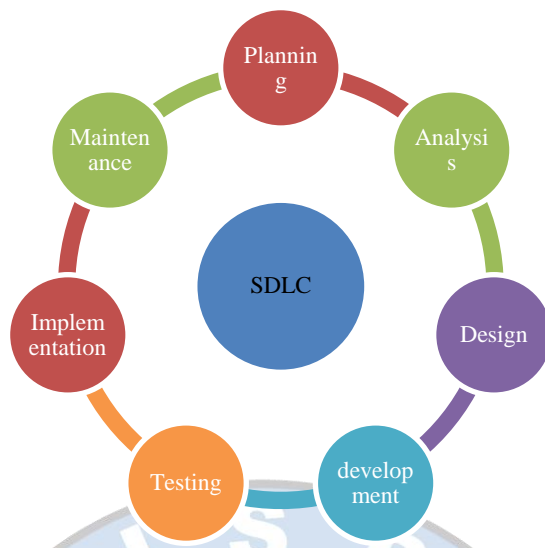 Plannin
g
Analysi
s
Design
develop
ment
Testing
Implem
entation
Mainten
ance
SDLC